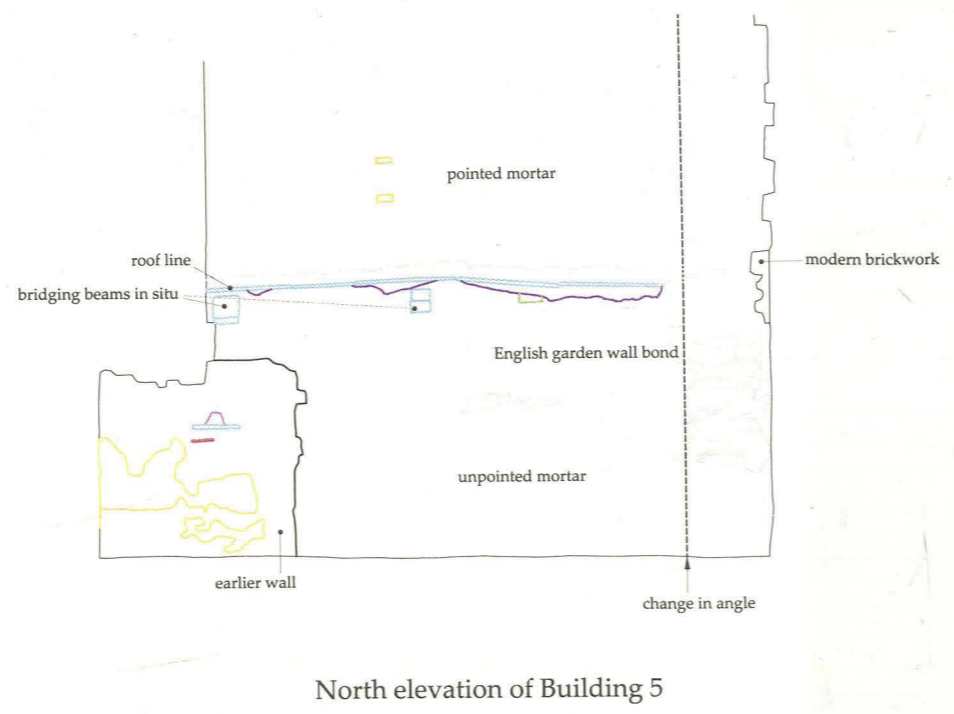 pointed mortar
roof line
modern brickwork
bridging beams in situ
English garden wall bond
unpointed mortar
earlier wall
change in angle
North elevation of Building 5